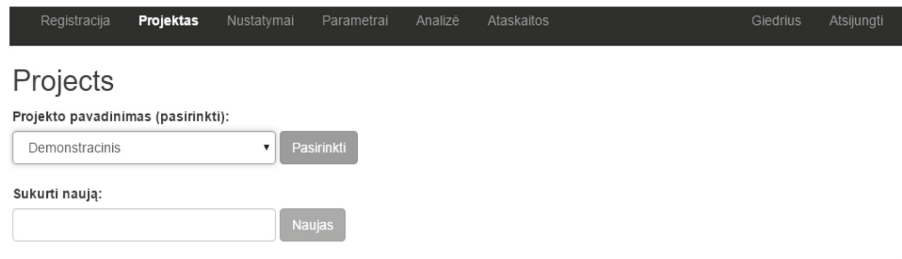 Registracija Projektas Nustatymai Parametrai Analizė Ataskaitos Giedrius Atsijungti
Projects
Projekto pavadinimas (pasirinkti):
Demonstracinis Pasirinkti
Sukurti naują:
Naujas